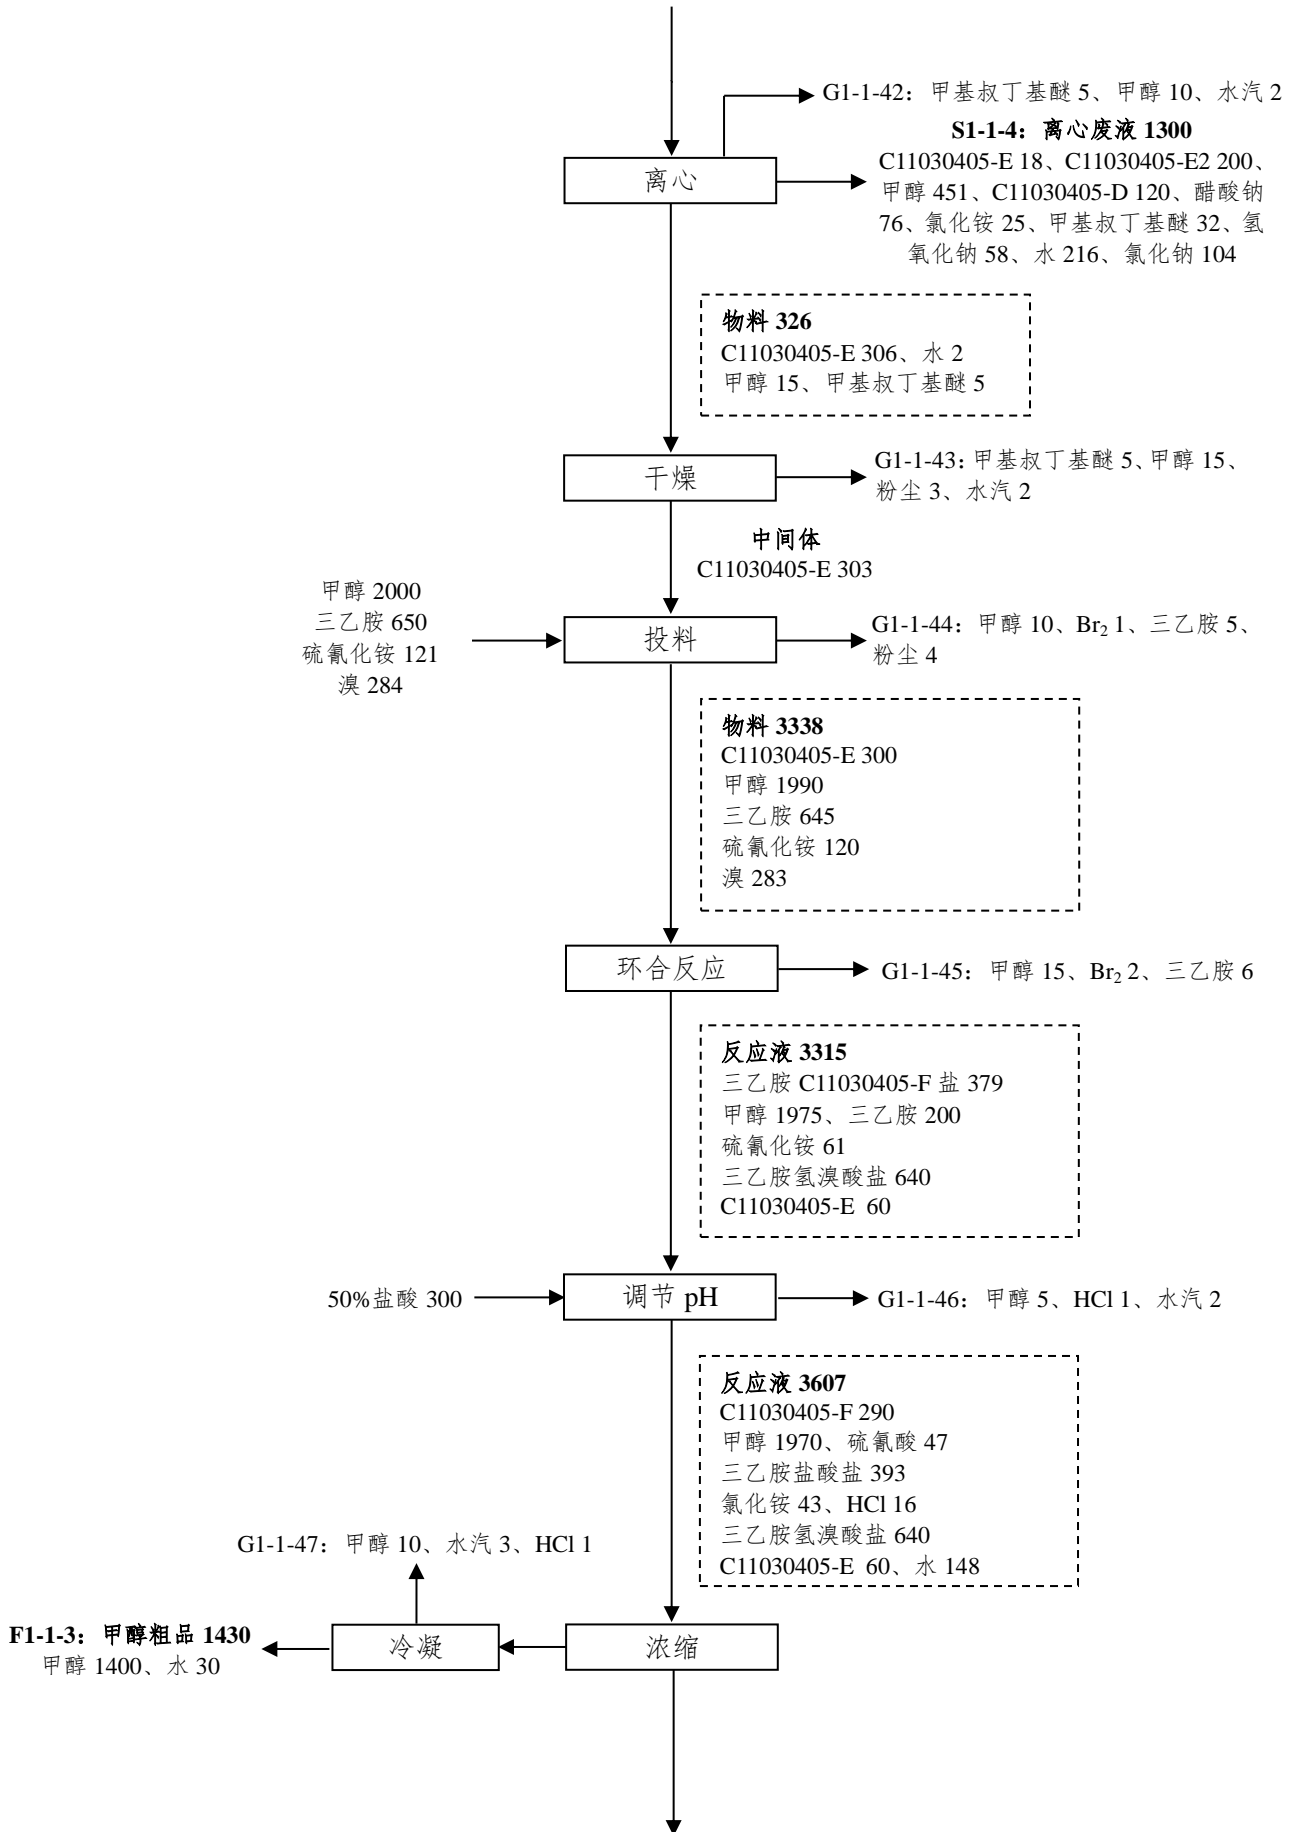 G1-1-42：甲基叔丁基醚 5、甲醇 10、水汽 2
S1-1-4：离心废液 1300
C11030405-E 18、C11030405-E2 200、
甲醇 451、C11030405-D 120、醋酸钠
76、氯化铵 25、甲基叔丁基醚 32、氢
氧化钠 58、水 216、氯化钠 104
离心
物料 326
C11030405-E 306、水 2
甲醇 15、甲基叔丁基醚 5
干燥
G1-1-43：甲基叔丁基醚 5、甲醇 15、
粉尘 3、水汽 2
中间体
C11030405-E 303
甲醇 2000
三乙胺 650
硫氰化铵 121
溴 284
投料
G1-1-44：甲醇 10、Br₂ 1、三乙胺 5、
粉尘 4
物料 3338
C11030405-E 300
甲醇 1990
三乙胺 645
硫氰化铵 120
溴 283
环合反应
G1-1-45：甲醇 15、Br₂ 2、三乙胺 6
反应液 3315
三乙胺 C11030405-F 盐 379
甲醇 1975、三乙胺 200
硫氰化铵 61
三乙胺氢溴酸盐 640
C11030405-E 60
50%盐酸 300
调节 pH
G1-1-46：甲醇 5、HCl 1、水汽 2
反应液 3607
C11030405-F 290
甲醇 1970、硫氰酸 47
三乙胺盐酸盐 393
氯化铵 43、HCl 16
三乙胺氢溴酸盐 640
C11030405-E 60、水 148
G1-1-47：甲醇 10、水汽 3、HCl 1
F1-1-3：甲醇粗品 1430
甲醇 1400、水 30
冷凝
浓缩